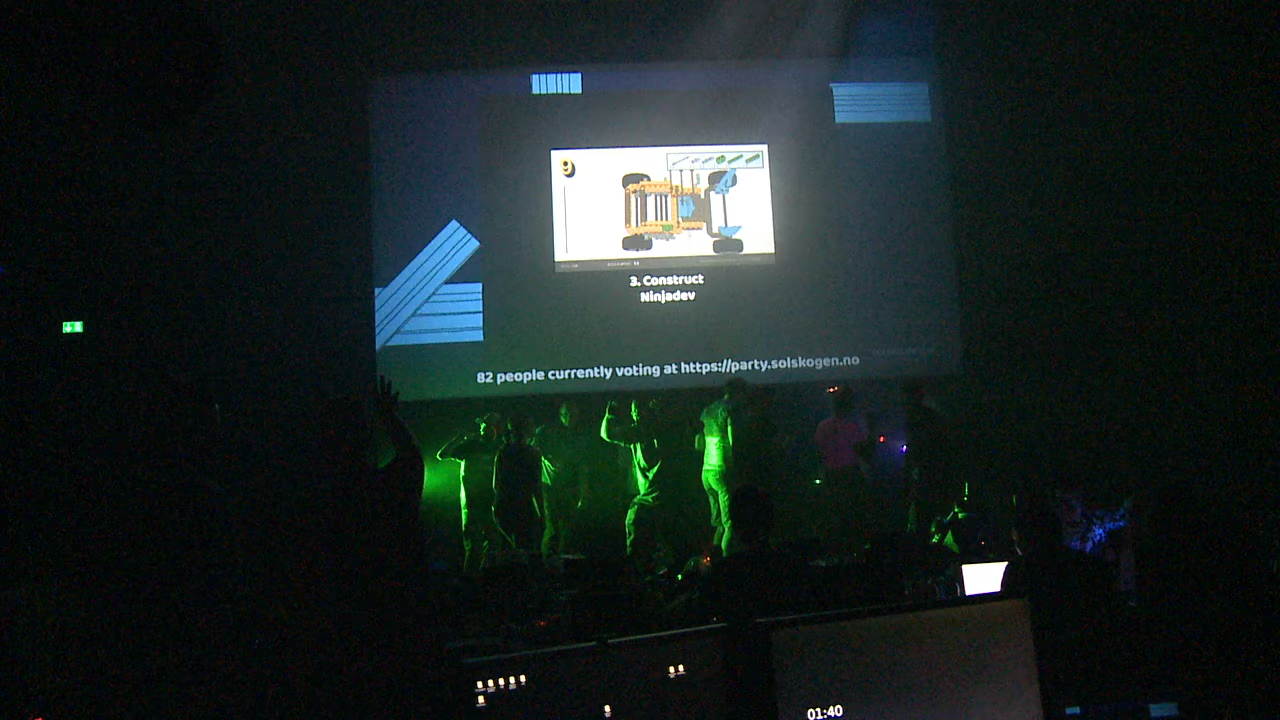 9
3. Construct
Ninjadev
82 people currently voting at https://party.solskogen.no
01:40